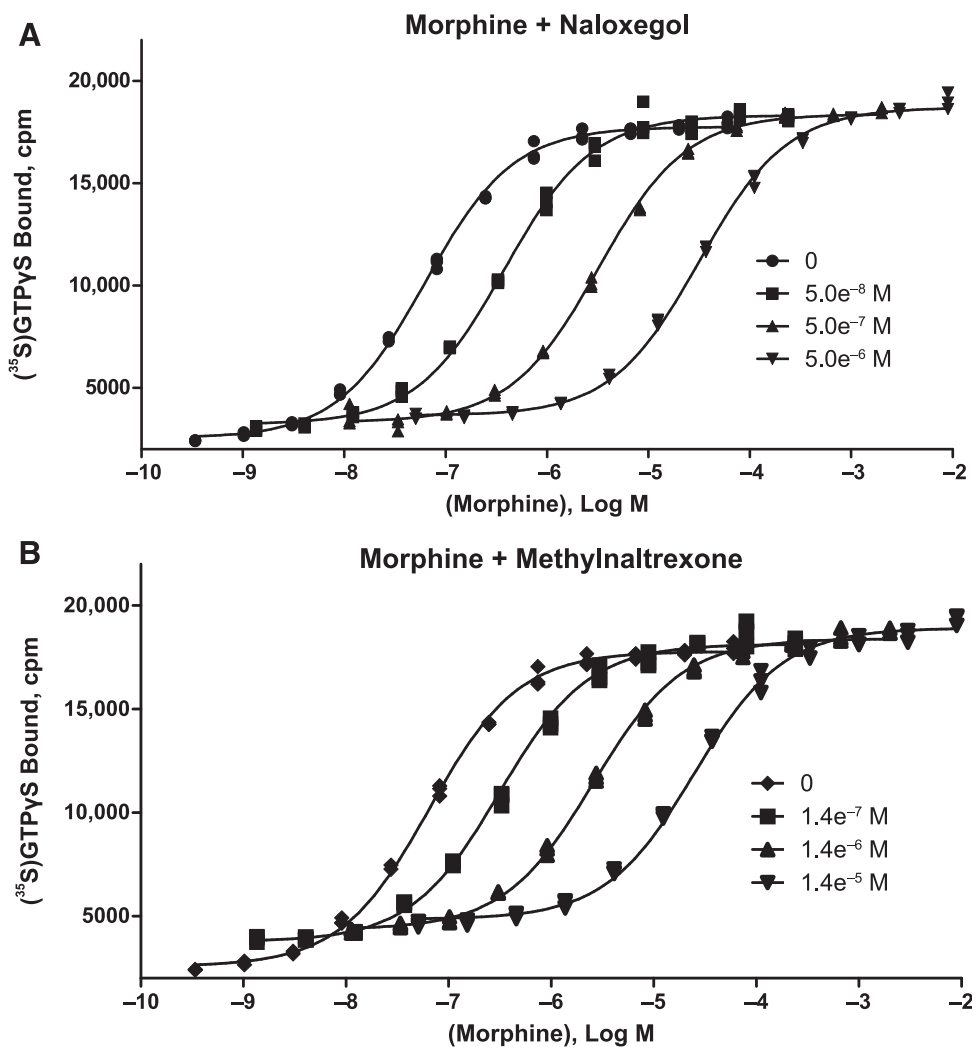 A
Morphine + Naloxegol
20,000
15,000
10,000
5000
(³⁵S)GTPγS Bound, cpm
0
5.0e⁻⁸ M
5.0e⁻⁷ M
5.0e⁻⁶ M
–10 –9 –8 –7 –6 –5 –4 –3 –2
(Morphine), Log M
B
Morphine + Methylnaltrexone
20,000
15,000
10,000
5000
(³⁵S)GTPγS Bound, cpm
0
1.4e⁻⁷ M
1.4e⁻⁶ M
1.4e⁻⁵ M
–10 –9 –8 –7 –6 –5 –4 –3 –2
(Morphine), Log M